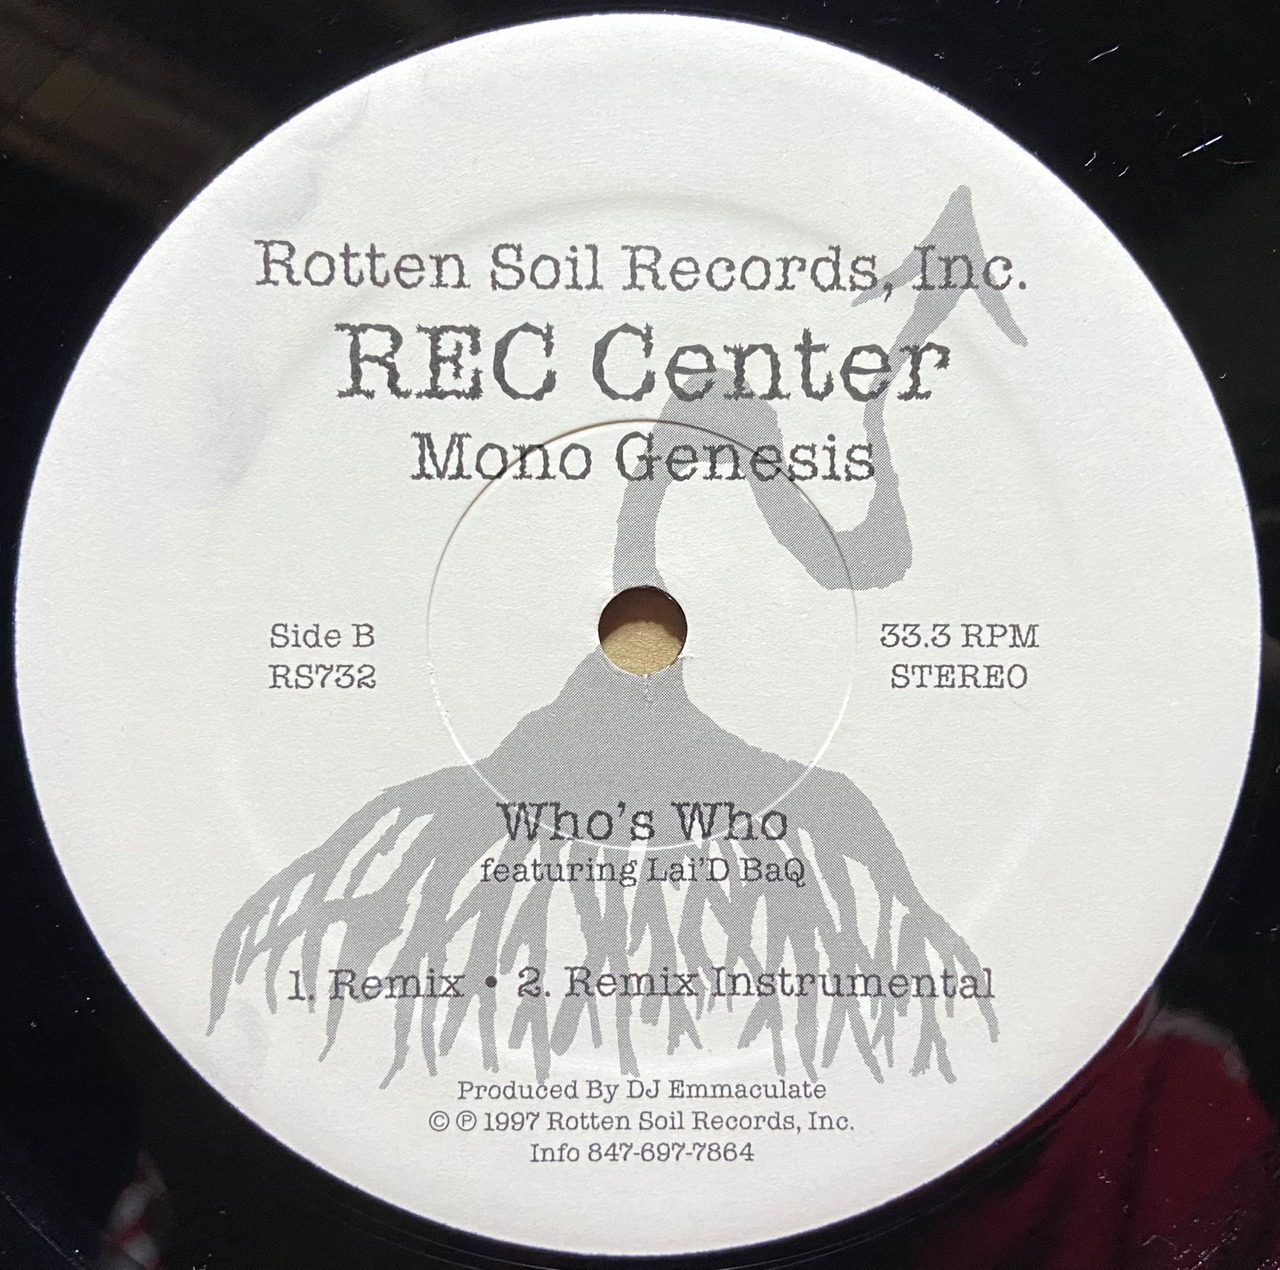 Rotten Soil Records, Inc.
REC Center
Mono Genesis
Side B
RS732
33.3 RPM
STEREO
Who's Who
featuring Lai'D BaQ
1. Remix • 2. Remix Instrumental
Produced By DJ Emmaculate
© ℗ 1997 Rotten Soil Records, Inc.
Info 847-697-7864